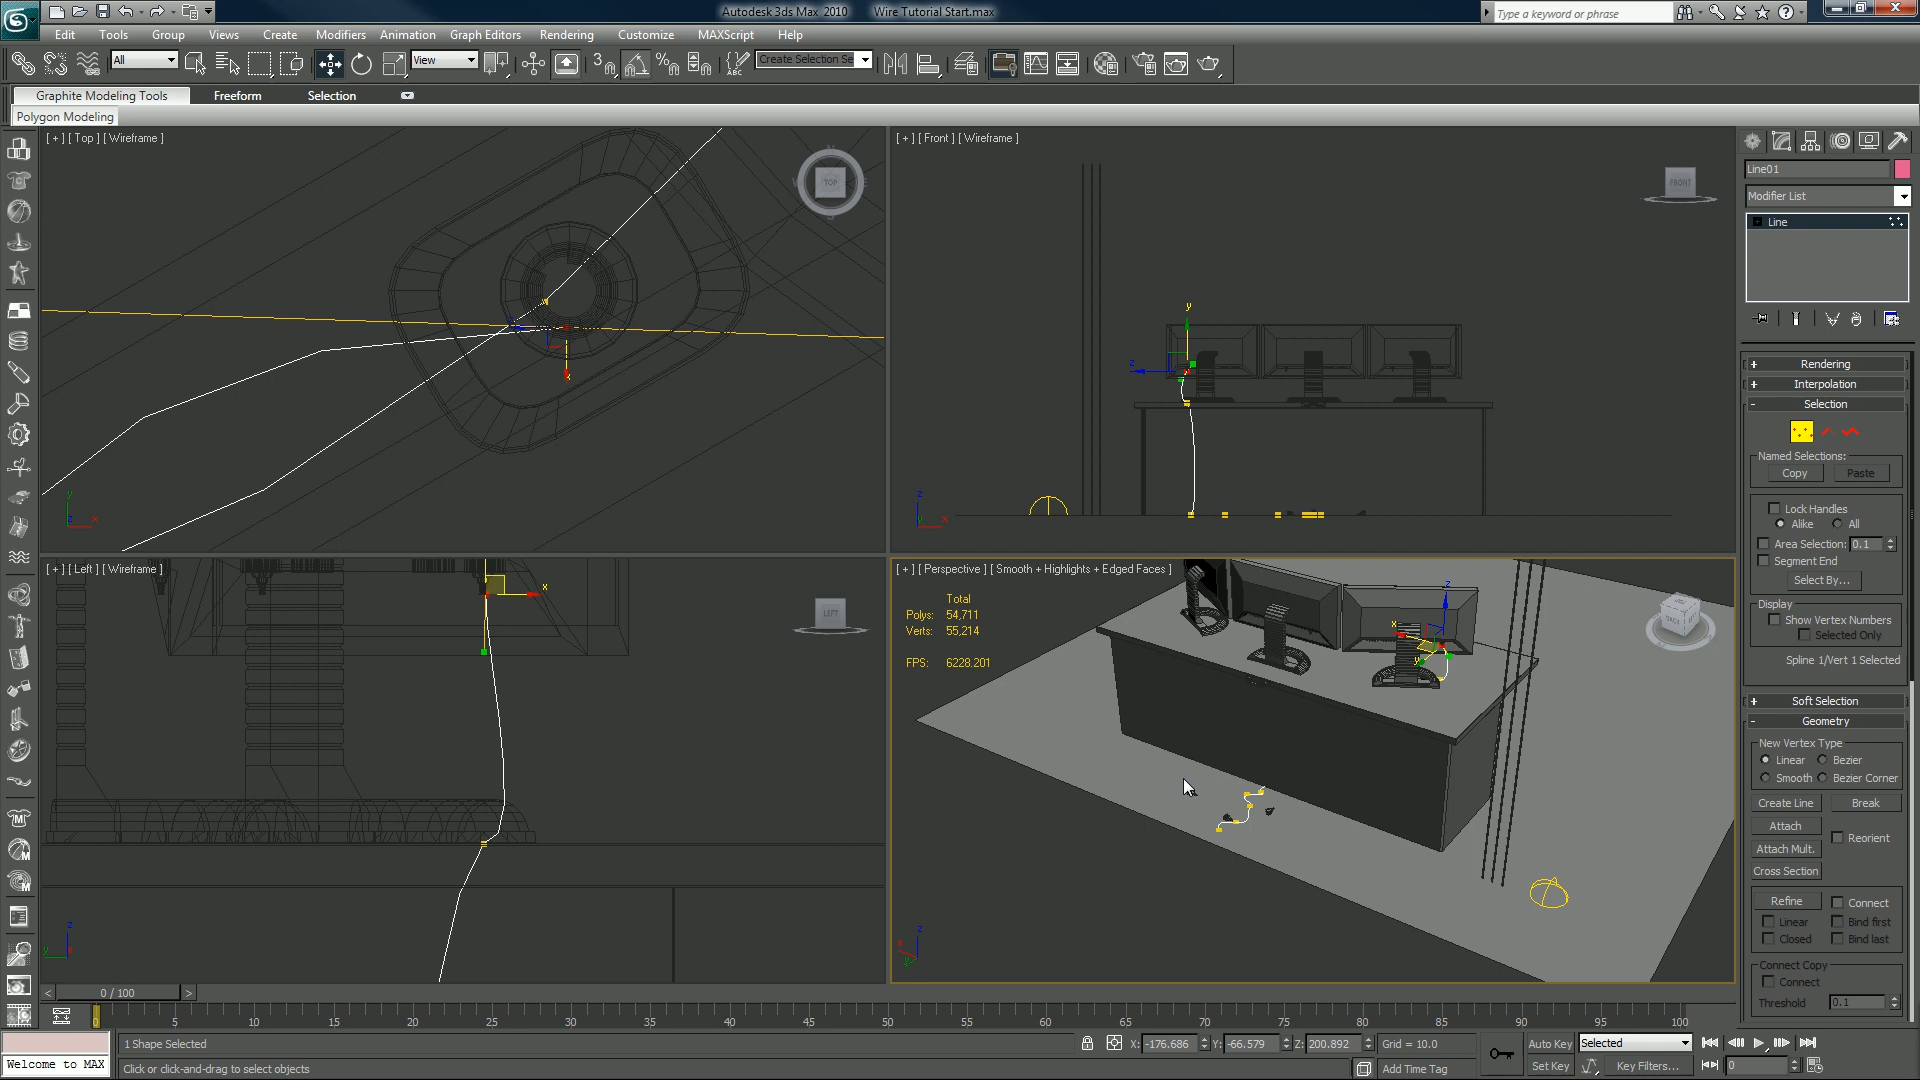 Autodesk 3ds Max 2010 Wire Tutorial Start.max
Type a keyword or phrase
Edit Tools Group Views Create Modifiers Animation Graph Editors Rendering Customize MAXScript Help
All View 3 ABC Create Selection Se
Graphite Modeling Tools Freeform Selection
Polygon Modeling
[ + ] [ Top ] [ Wireframe ]
TOP
[ + ] [ Front ] [ Wireframe ]
FRONT
[ + ] [ Left ] [ Wireframe ]
LEFT
[ + ] [ Perspective ] [ Smooth + Highlights + Edged Faces ]
Total
Polys: 54,711
Verts: 55,214
FPS: 6228.201
BACK
Line01
Modifier List
Line
+ Rendering
+ Interpolation
- Selection
Named Selections:
Copy Paste
Lock Handles
Alike All
Area Selection: 0.1
Segment End
Select By...
Display
Show Vertex Numbers
Selected Only
Spline 1/Vert 1 Selected
+ Soft Selection
- Geometry
New Vertex Type
Linear Bezier
Smooth Bezier Corner
Create Line Break
Attach Reorient
Attach Mult.
Cross Section
Refine Connect
Linear Bind first
Closed Bind last
Connect Copy
Connect
Threshold 0.1
< 0 / 100 >
0 5 10 15 20 25 30 35 40 45 50 55 60 65 70 75 80 85 90 95 100
Welcome to MAX
1 Shape Selected
Click or click-and-drag to select objects
X: -176.686 Y: -66.579 Z: 200.892 Grid = 10.0
Add Time Tag
Auto Key Selected
Set Key Key Filters... 0